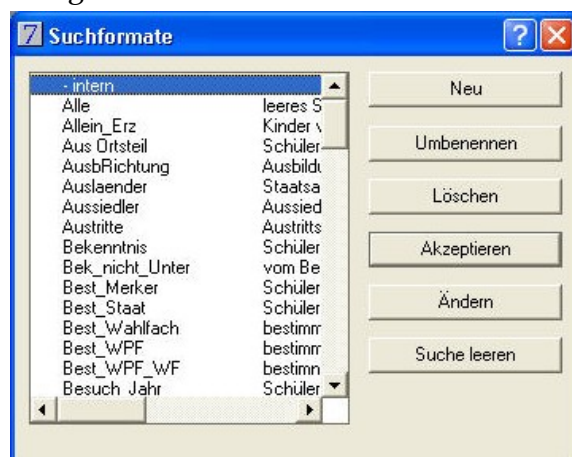 7 Suchformate
- intern
Alle leeres S
Allein_Erz Kinder v
Aus Ortsteil Schüler
AusbRichtung Ausbildu
Auslaender Staatsa
Aussiedler Aussied
Austritte Austritts
Bekenntnis Schüler
Bek_nicht_Unter vom Be
Best_Merker Schüler
Best_Staat Schüler
Best_Wahlfach bestimm
Best_WPF bestimm
Best_WPF_WF bestimn
Besuch Jahr Schüler
Neu
Umbenennen
Löschen
Akzeptieren
Ändern
Suche leeren